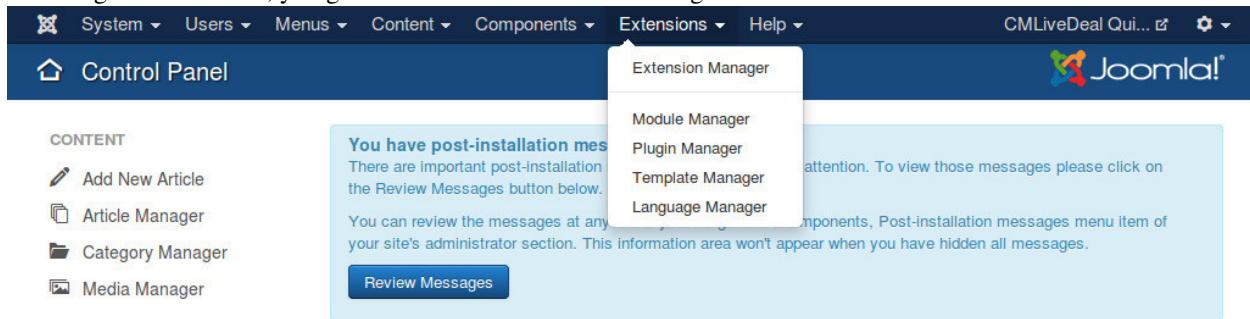 System Users Menus Content Components Extensions Help CMLiveDeal Qui...
Control Panel
Joomla!
Extension Manager
Module Manager
Plugin Manager
Template Manager
Language Manager
CONTENT
Add New Article
Article Manager
Category Manager
Media Manager
You have post-installation mes
There are important post-installation attention. To view those messages please click on
the Review Messages button below.
You can review the messages at any mponents, Post-installation messages menu item of
your site's administrator section. This information area won't appear when you have hidden all messages.
Review Messages